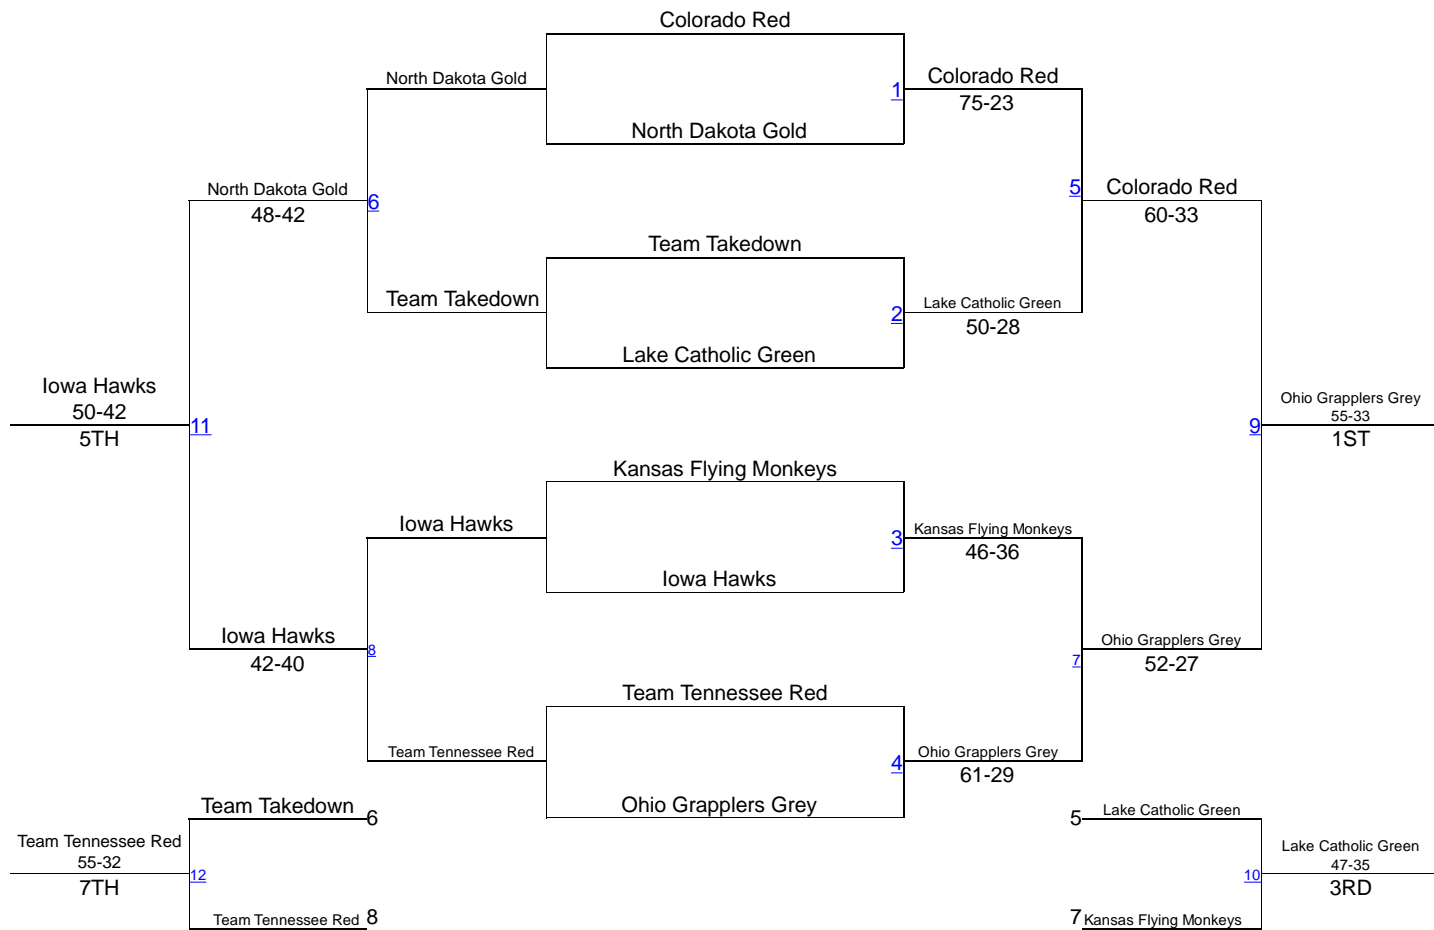 Colorado Red
North Dakota Gold
1
Colorado Red
75-23
North Dakota Gold
North Dakota Gold
48-42
6
5
Colorado Red
60-33
Team Takedown
Team Takedown
2
Lake Catholic Green
50-28
Lake Catholic Green
Iowa Hawks
50-42
5TH
11
9
Ohio Grapplers Grey
55-33
1ST
Kansas Flying Monkeys
Iowa Hawks
3
Kansas Flying Monkeys
46-36
Iowa Hawks
Iowa Hawks
42-40
8
7
Ohio Grapplers Grey
52-27
Team Tennessee Red
Team Tennessee Red
4
Ohio Grapplers Grey
61-29
Ohio Grapplers Grey
Team Takedown
6
5
Lake Catholic Green
Team Tennessee Red
55-32
7TH
12
10
Lake Catholic Green
47-35
3RD
Team Tennessee Red
8
7
Kansas Flying Monkeys